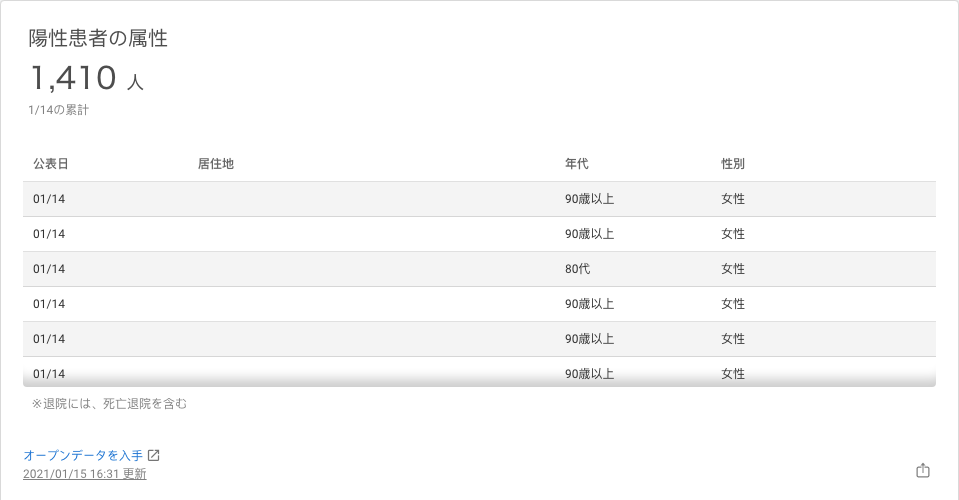 陽性患者の属性
1,410 人
1/14の累計
公表日 居住地 年代 性別
01/14 90歳以上 女性
01/14 90歳以上 女性
01/14 80代 女性
01/14 90歳以上 女性
01/14 90歳以上 女性
01/14 90歳以上 女性
※退院には、死亡退院を含む
オープンデータを入手
2021/01/15 16:31 更新